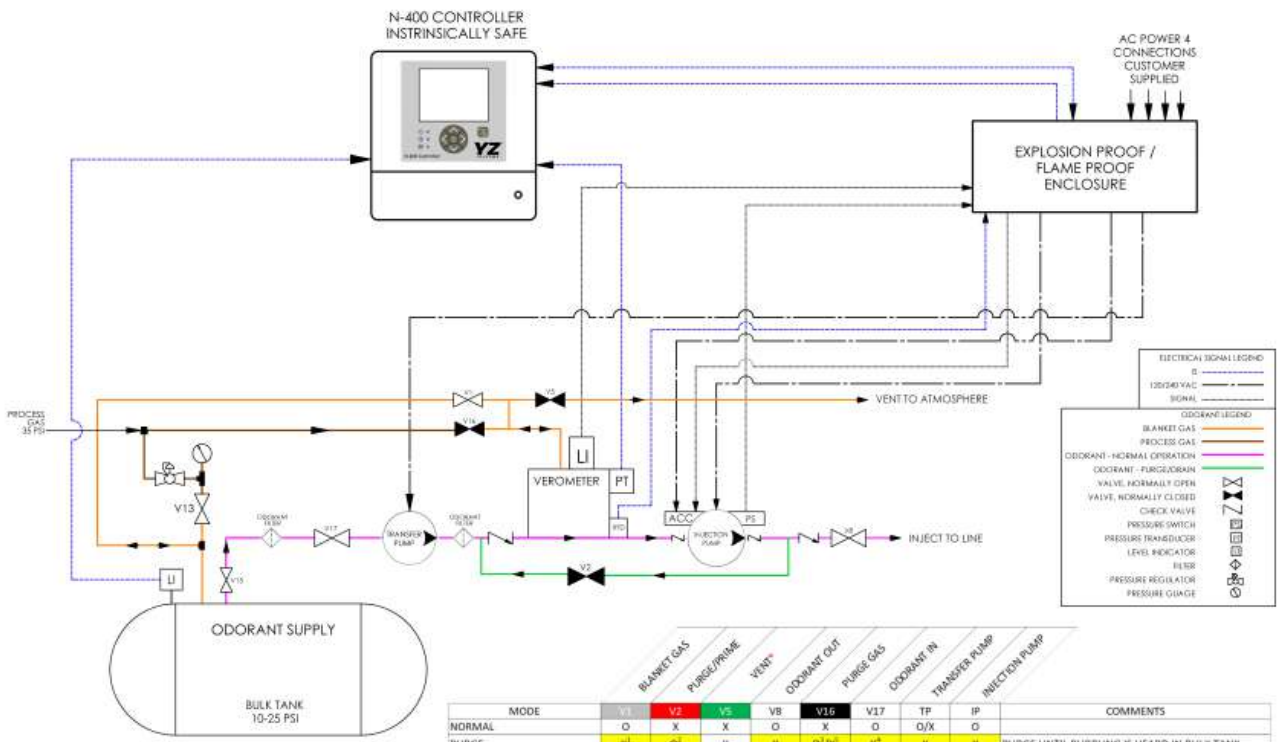 N-400 CONTROLLER
INSTRINSICALLY SAFE
YZ
AC POWER 4
CONNECTIONS
CUSTOMER
SUPPLIED
EXPLOSION PROOF /
FLAME PROOF
ENCLOSURE
ELECTRICAL SIGNAL LEGEND
IS
120/240 VAC
SIGNAL
ODORANT LEGEND
BLANKET GAS
PROCESS GAS
ODORANT - NORMAL OPERATION
ODORANT - PURGE/DRAIN
VALVE, NORMALLY OPEN
VALVE, NORMALLY CLOSED
CHECK VALVE
PRESSURE SWITCH
PRESSURE TRANSDUCER
LEVEL INDICATOR
FILTER
PRESSURE REGULATOR
PRESSURE GUAGE
V1
V5
VENT TO ATMOSPHERE
PROCESS
GAS
35 PSI
V16
LI
VEROMETER
PT
V13
ODORANT
FILTER
V17
TRANSFER
PUMP
ODORANT
FILTER
ACC
PS
INJECTION
PUMP
V8
INJECT TO LINE
V2
V15
LI
ODORANT SUPPLY
BULK TANK
10-25 PSI
BLANKET GAS
PURGE/PRIME
VENT*
ODORANT OUT
PURGE GAS
ODORANT IN
TRANSFER PUMP
INJECTION PUMP
MODE V1 V2 V5 V8 V16 V17 TP IP COMMENTS
NORMAL O X X O X O O/X O